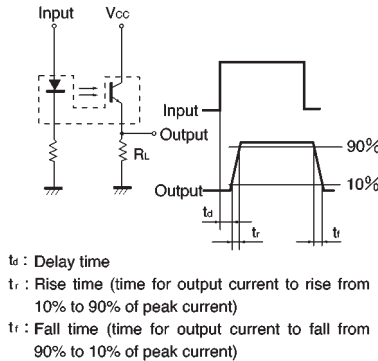 Input
Vcc
Output
RL
Input
90%
Output
10%
td
tr
tf
td : Delay time
tr : Rise time (time for output current to rise from
10% to 90% of peak current)
tf : Fall time (time for output current to fall from
90% to 10% of peak current)